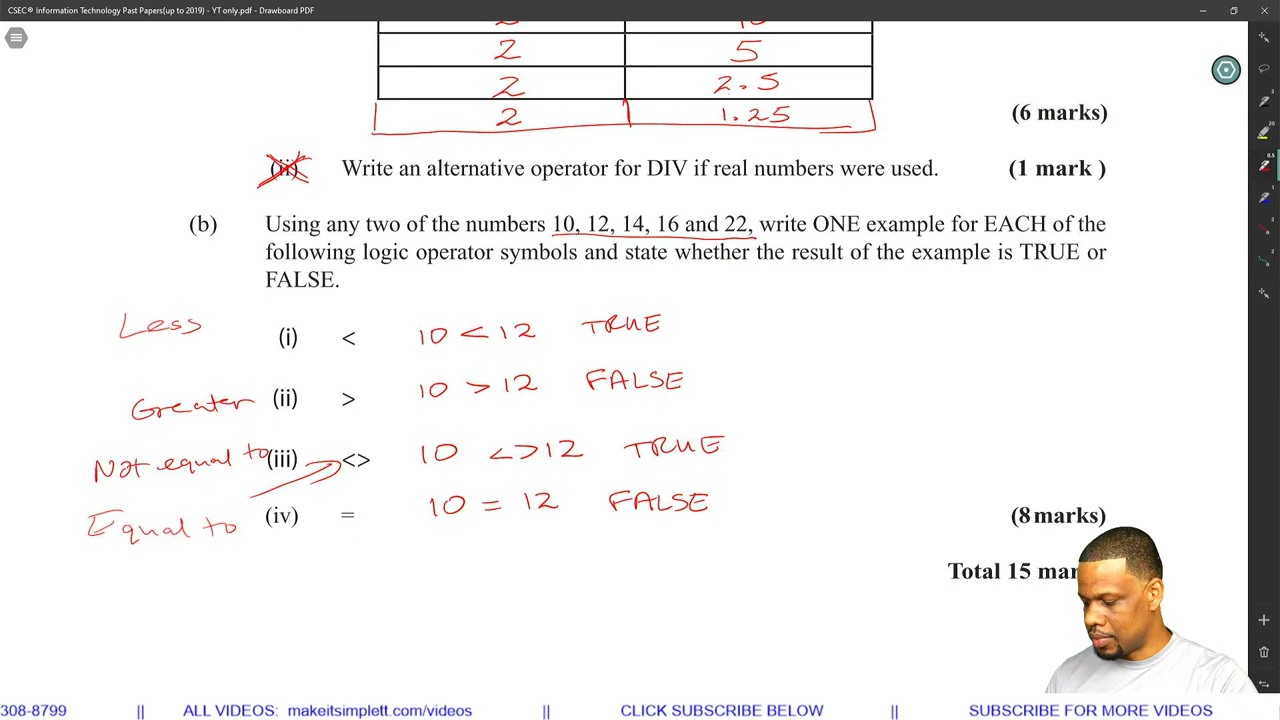 CSEC® Information Technology Past Papers(up to 2019) - YT only.pdf - Drawboard PDF
2 5
2 2.5
2 1.25
(6 marks)
(ii) Write an alternative operator for DIV if real numbers were used. (1 mark )
(b) Using any two of the numbers 10, 12, 14, 16 and 22, write ONE example for EACH of the
following logic operator symbols and state whether the result of the example is TRUE or
FALSE.
Less (i) < 10 < 12 TRUE
Greater (ii) > 10 > 12 FALSE
Not equal to (iii) <> 10 <> 12 TRUE
Equal to (iv) = 10 = 12 FALSE
(8 marks)
Total 15
308-8799 || ALL VIDEOS: makeitsimplett.com/videos || CLICK SUBSCRIBE BELOW || SUBSCRIBE FOR MORE VIDEOS